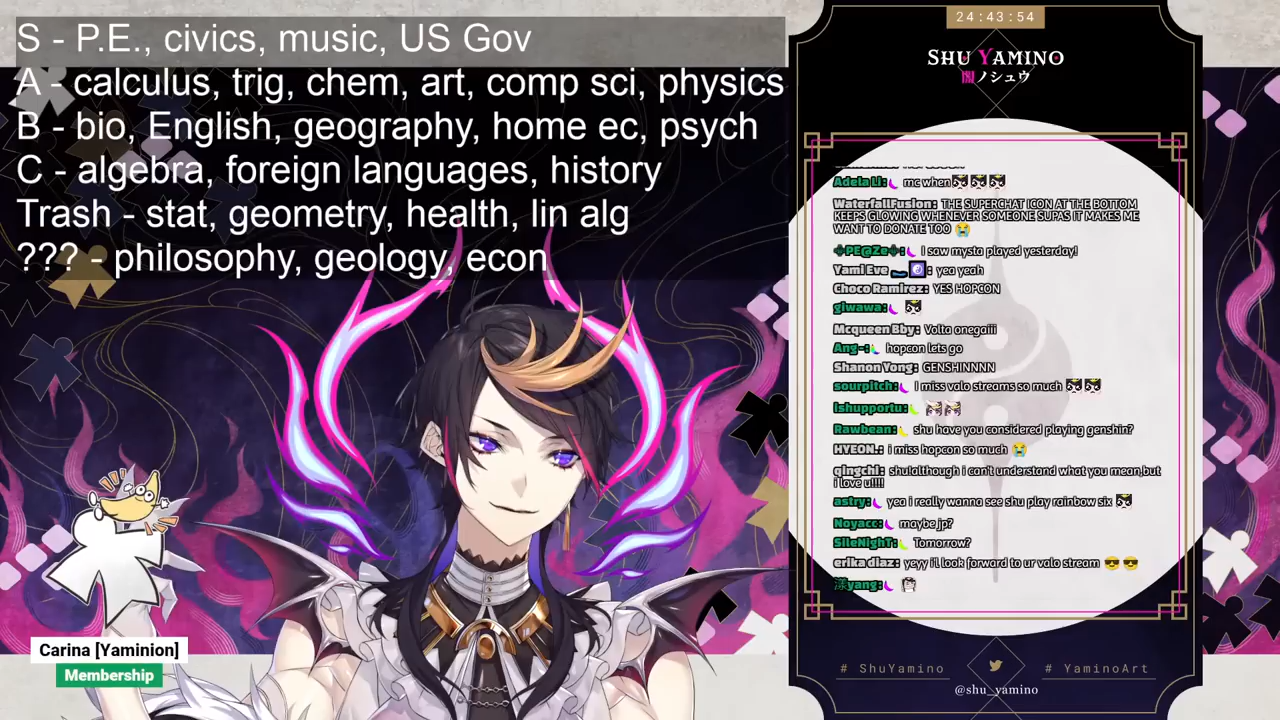 S - P.E., civics, music, US Gov
A - calculus, trig, chem, art, comp sci, physics
B - bio, English, geography, home ec, psych
C - algebra, foreign languages, history
Trash - stat, geometry, health, lin alg
??? - philosophy, geology, econ
Carina [Yaminion]
Membership
24:43:54
SHU YAMINO
闇ノシュウ
Adela Li: mc when
WaterfallFusion: THE SUPERCHAT ICON AT THE BOTTOM
KEEPS GLOWING WHENEVER SOMEONE SUPAS IT MAKES ME
WANT TO DONATE TOO 😭
✤PE@Ze✤: I saw mysta played yesterday!
Yami Eve : yea yeah
Choco Ramirez: YES HOPCON
giwawa:
Mcqueen Bby: Volta onegaiii
Ang~: hopcon lets go
Shanon Yong: GENSHINNNN
sourpitch: I miss valo streams so much
Ishupportu:
Rawbean: shu have you considered playing genshin?
HYEON.: i miss hopcon so much 😭
qingchi: shu!although i can't understand what you mean,but
i love u!!!!
astry: yea i really wanna see shu play rainbow six
Noyacc: maybe jp?
SileNighT: Tomorrow?
erika diaz: yeyy i'll look forward to ur valo stream 😎 😎
yang:
# ShuYamino
# YaminoArt
@shu_yamino